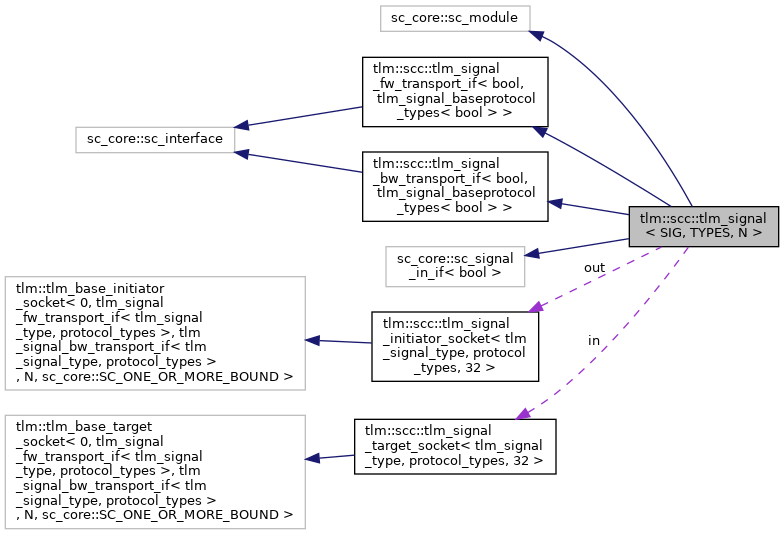 sc_core::sc_module
tlm::scc::tlm_signal
_fw_transport_if< bool,
tlm_signal_baseprotocol
_types< bool > >
sc_core::sc_interface
tlm::scc::tlm_signal
_bw_transport_if< bool,
tlm_signal_baseprotocol
_types< bool > >
tlm::scc::tlm_signal
< SIG, TYPES, N >
sc_core::sc_signal
_in_if< bool >
out
tlm::tlm_base_initiator
_socket< 0, tlm_signal
_fw_transport_if< tlm_signal
_type, protocol_types >, tlm
_signal_bw_transport_if< tlm
_signal_type, protocol_types >
, N, sc_core::SC_ONE_OR_MORE_BOUND >
tlm::scc::tlm_signal
_initiator_socket< tlm
_signal_type, protocol
_types, 32 >
in
tlm::tlm_base_target
_socket< 0, tlm_signal
_fw_transport_if< tlm_signal
_type, protocol_types >, tlm
_signal_bw_transport_if< tlm
_signal_type, protocol_types >
, N, sc_core::SC_ONE_OR_MORE_BOUND >
tlm::scc::tlm_signal
_target_socket< tlm_signal
_type, protocol_types, 32 >